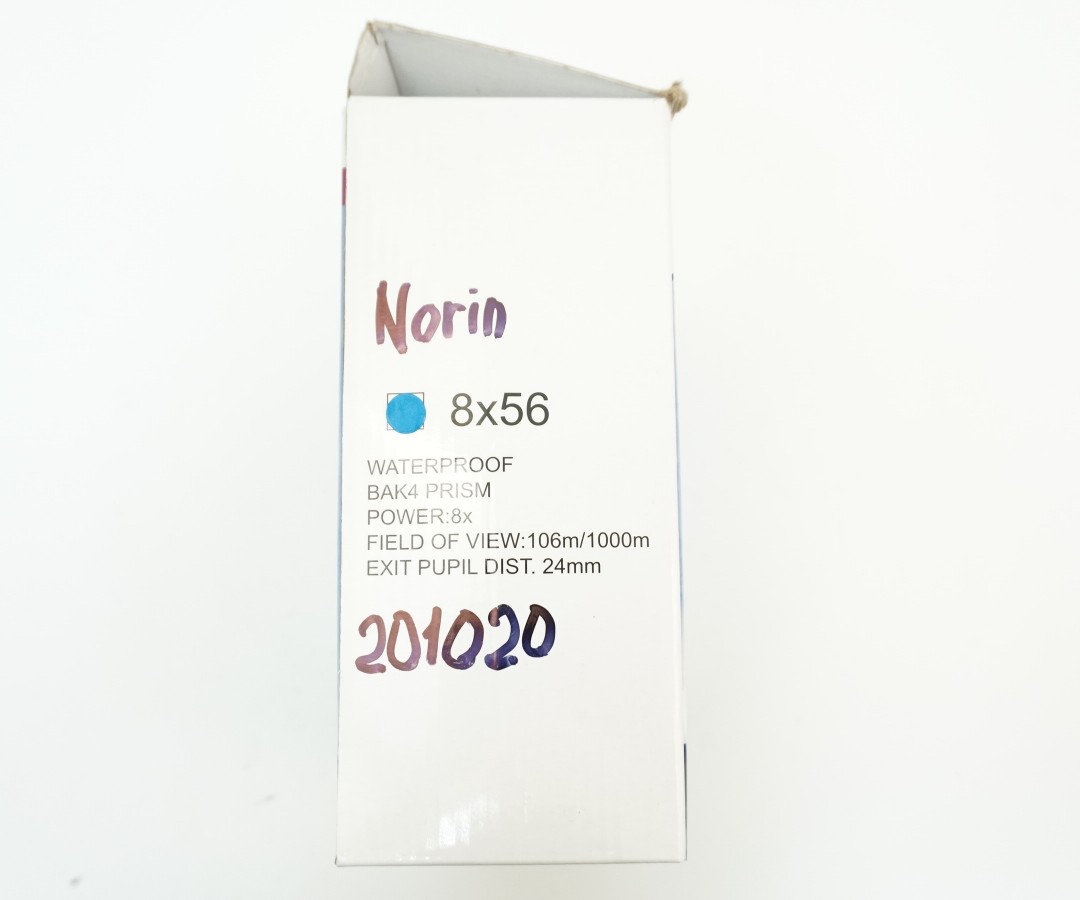 Norin
8x56
WATERPROOF
BAK4 PRISM
POWER:8x
FIELD OF VIEW:106m/1000m
EXIT PUPIL DIST. 24mm
201020